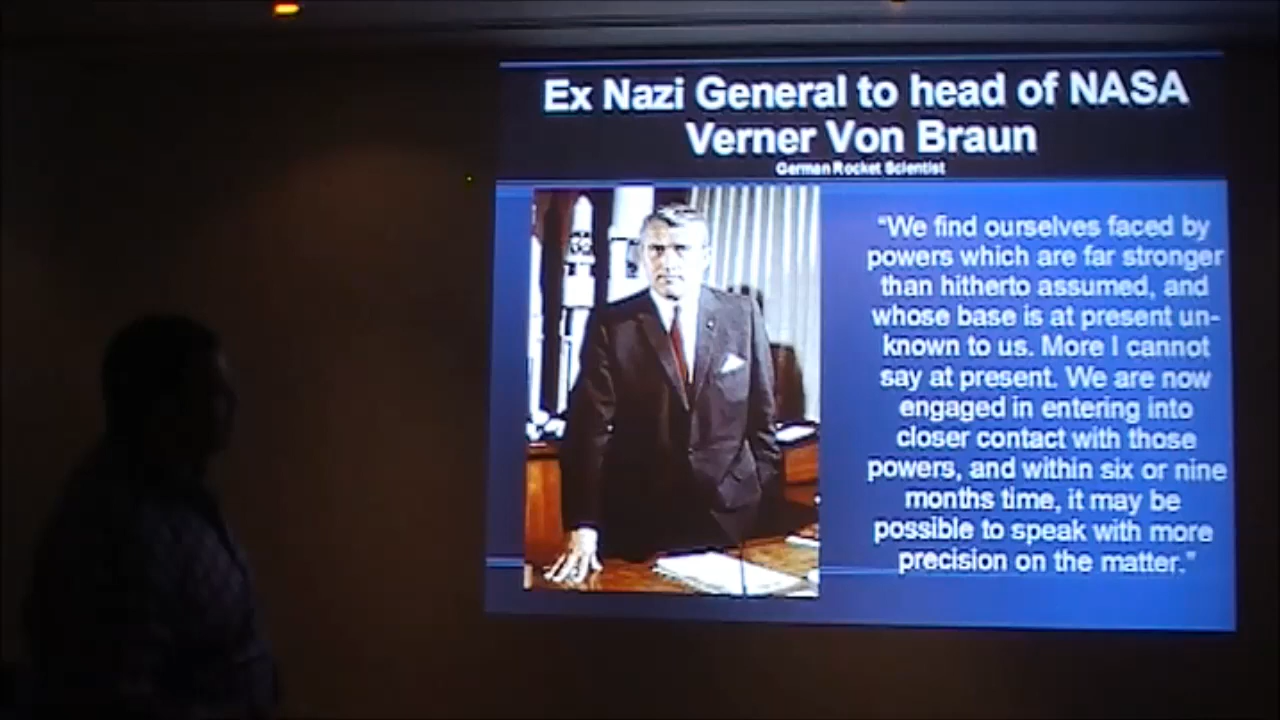 Ex Nazi General to head of NASA
Verner Von Braun
German Rocket Scientist
“We find ourselves faced by
powers which are far stronger
than hitherto assumed, and
whose base is at present un-
known to us. More I cannot
say at present. We are now
engaged in entering into
closer contact with those
powers, and within six or nine
months time, it may be
possible to speak with more
precision on the matter.”